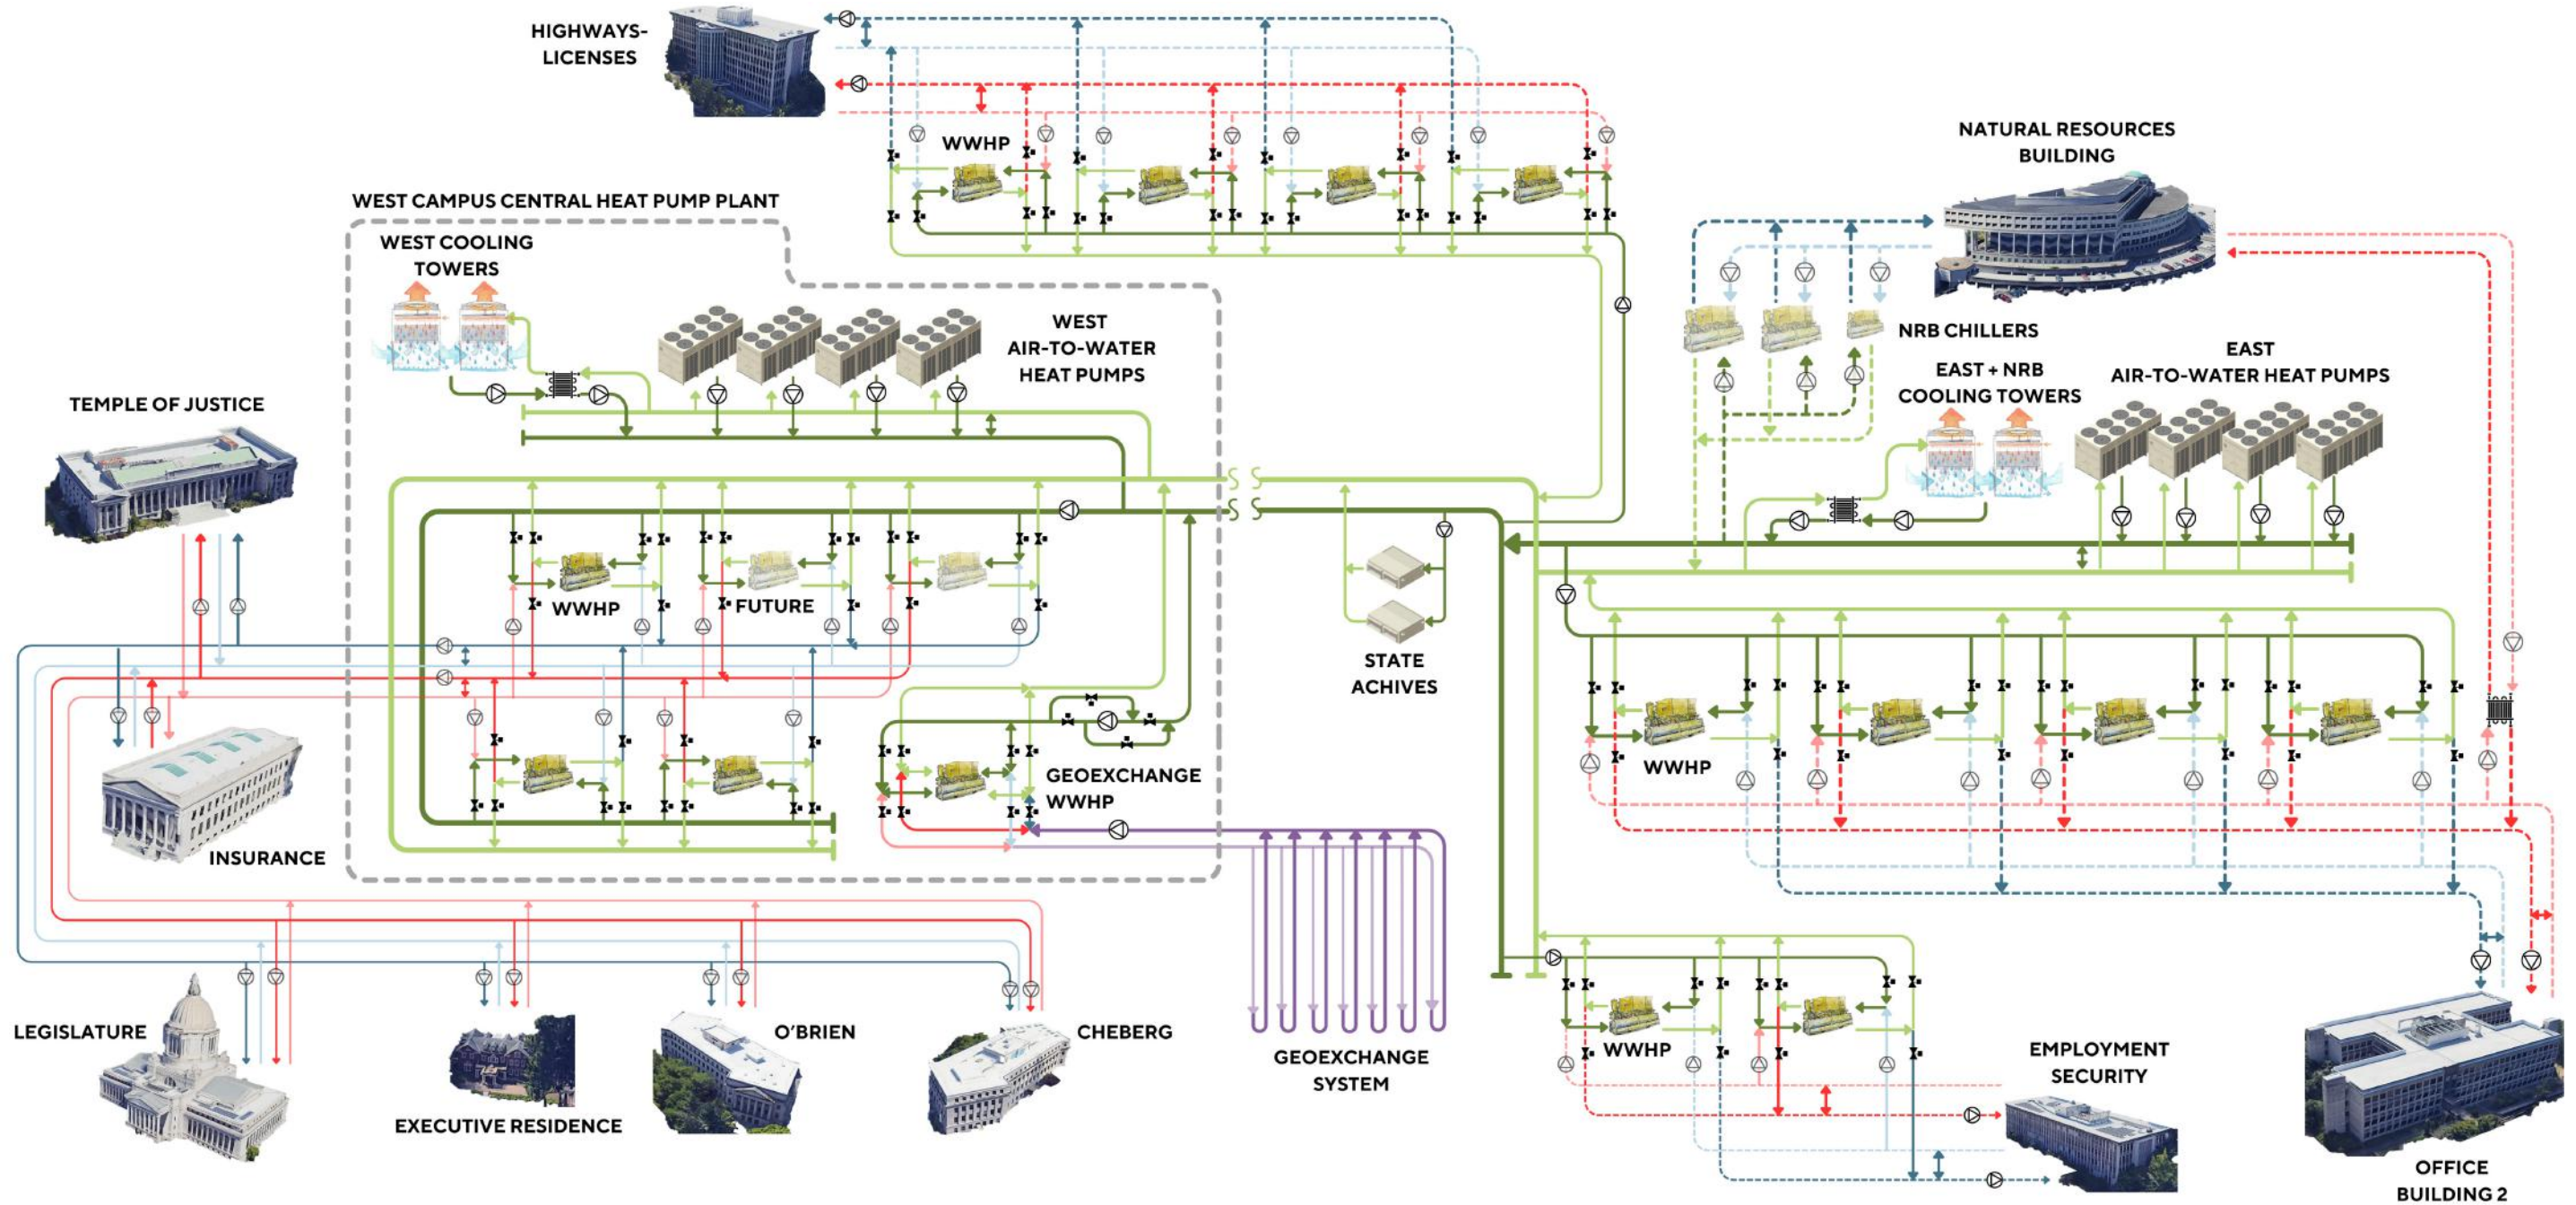 HIGHWAYS-
LICENSES
WWHP
NATURAL RESOURCES
BUILDING
WEST CAMPUS CENTRAL HEAT PUMP PLANT
WEST COOLING
TOWERS
WEST
AIR-TO-WATER
HEAT PUMPS
NRB CHILLERS
EAST + NRB
COOLING TOWERS
EAST
AIR-TO-WATER HEAT PUMPS
TEMPLE OF JUSTICE
WWHP
FUTURE
STATE
ACHIVES
GEOEXCHANGE
WWHP
WWHP
INSURANCE
LEGISLATURE
EXECUTIVE RESIDENCE
O'BRIEN
CHEBERG
GEOEXCHANGE
SYSTEM
WWHP
EMPLOYMENT
SECURITY
OFFICE
BUILDING 2